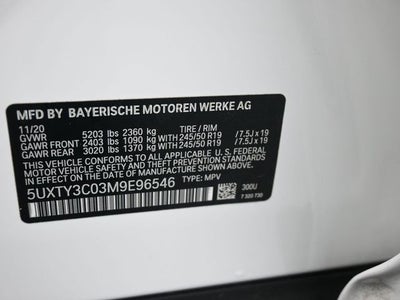 MFD BY BAYERISCHE MOTOREN WERKE AG
11/20 TIRE / RIM
GVWR 5203 lbs 2360 kg
GAWR FRONT 2403 lbs 1090 kg WITH 245/50 R19 / 7.5J x 19
GAWR REAR 3020 lbs 1370 kg WITH 245/50 R19 / 7.5J x 19
THIS VEHICLE CONFORMS TO ALL APPLICABLE U.S. FEDERAL
MOTOR VEHICLE SAFETY AND THEFT PREVENTION STANDARDS
IN EFFECT ON THE DATE OF MANUFACTURE SHOWN ABOVE.
5UXTY3C03M9E96546 TYPE: MPV 300U
7 320 730